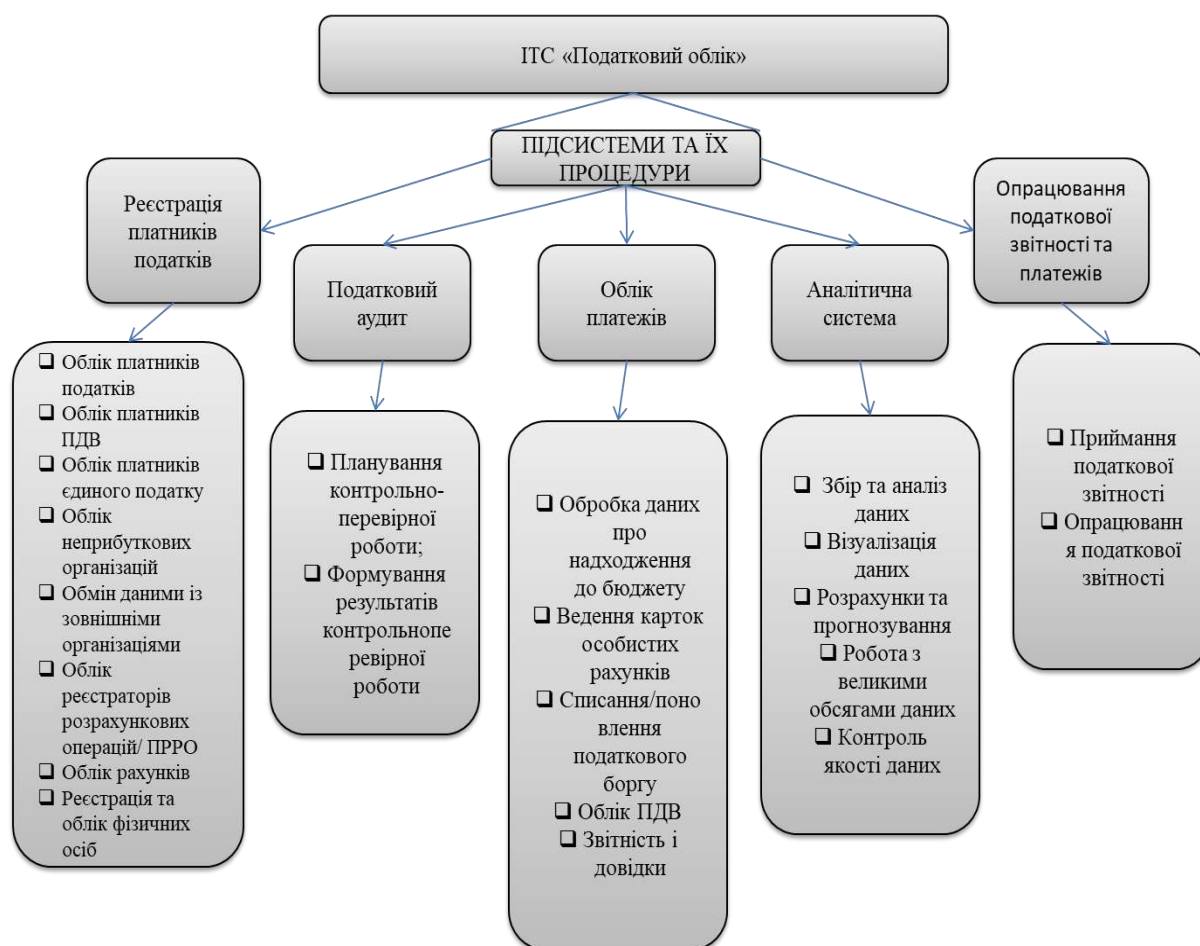 ІТС «Податковий облік»
ПІДСИСТЕМИ ТА ЇХ
ПРОЦЕДУРИ
Реєстрація
платників
податків
Податковий
аудит
Облік
платежів
Аналітична
система
Опрацювання
податкової
звітності та
платежів
❑ Облік платників
податків
❑ Облік платників
ПДВ
❑ Облік платників
єдиного податку
❑ Облік
неприбуткових
організацій
❑ Обмін даними із
зовнішніми
організаціями
❑ Облік
реєстраторів
розрахункових
операцій/ ПРРО
❑ Облік рахунків
❑ Реєстрація та
облік фізичних
осіб
❑ Планування
контрольно-
перевірної
роботи;
❑ Формування
результатів
контрольнопе
ревірної
роботи
❑ Обробка даних
про
надходження
до бюджету
❑ Ведення карток
особистих
рахунків
❑ Списання/поно
влення
податкового
боргу
❑ Облік ПДВ
❑ Звітність і
довідки
❑ Збір та аналіз
даних
❑ Візуалізація
даних
❑ Розрахунки та
прогнозування
❑ Робота з
великими
обсягами даних
❑ Контроль
якості даних
❑ Приймання
податкової
звітності
❑ Опрацюванн
я податкової
звітності